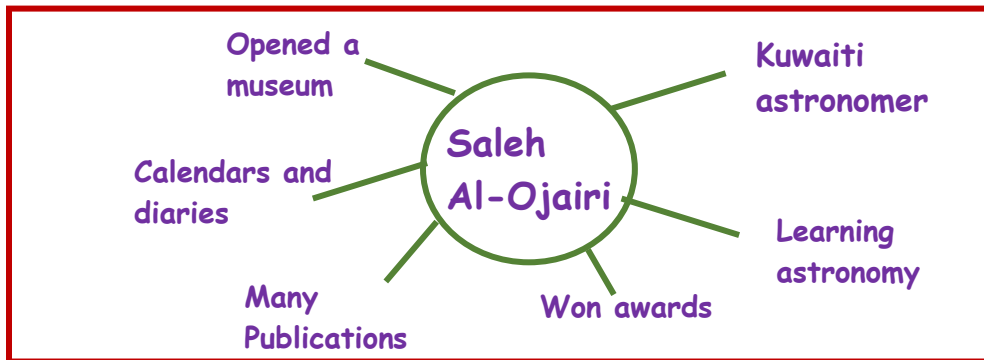 Opened a
museum
Kuwaiti
astronomer
Saleh
Al-Ojairi
Calendars and
diaries
Learning
astronomy
Many
Publications
Won awards